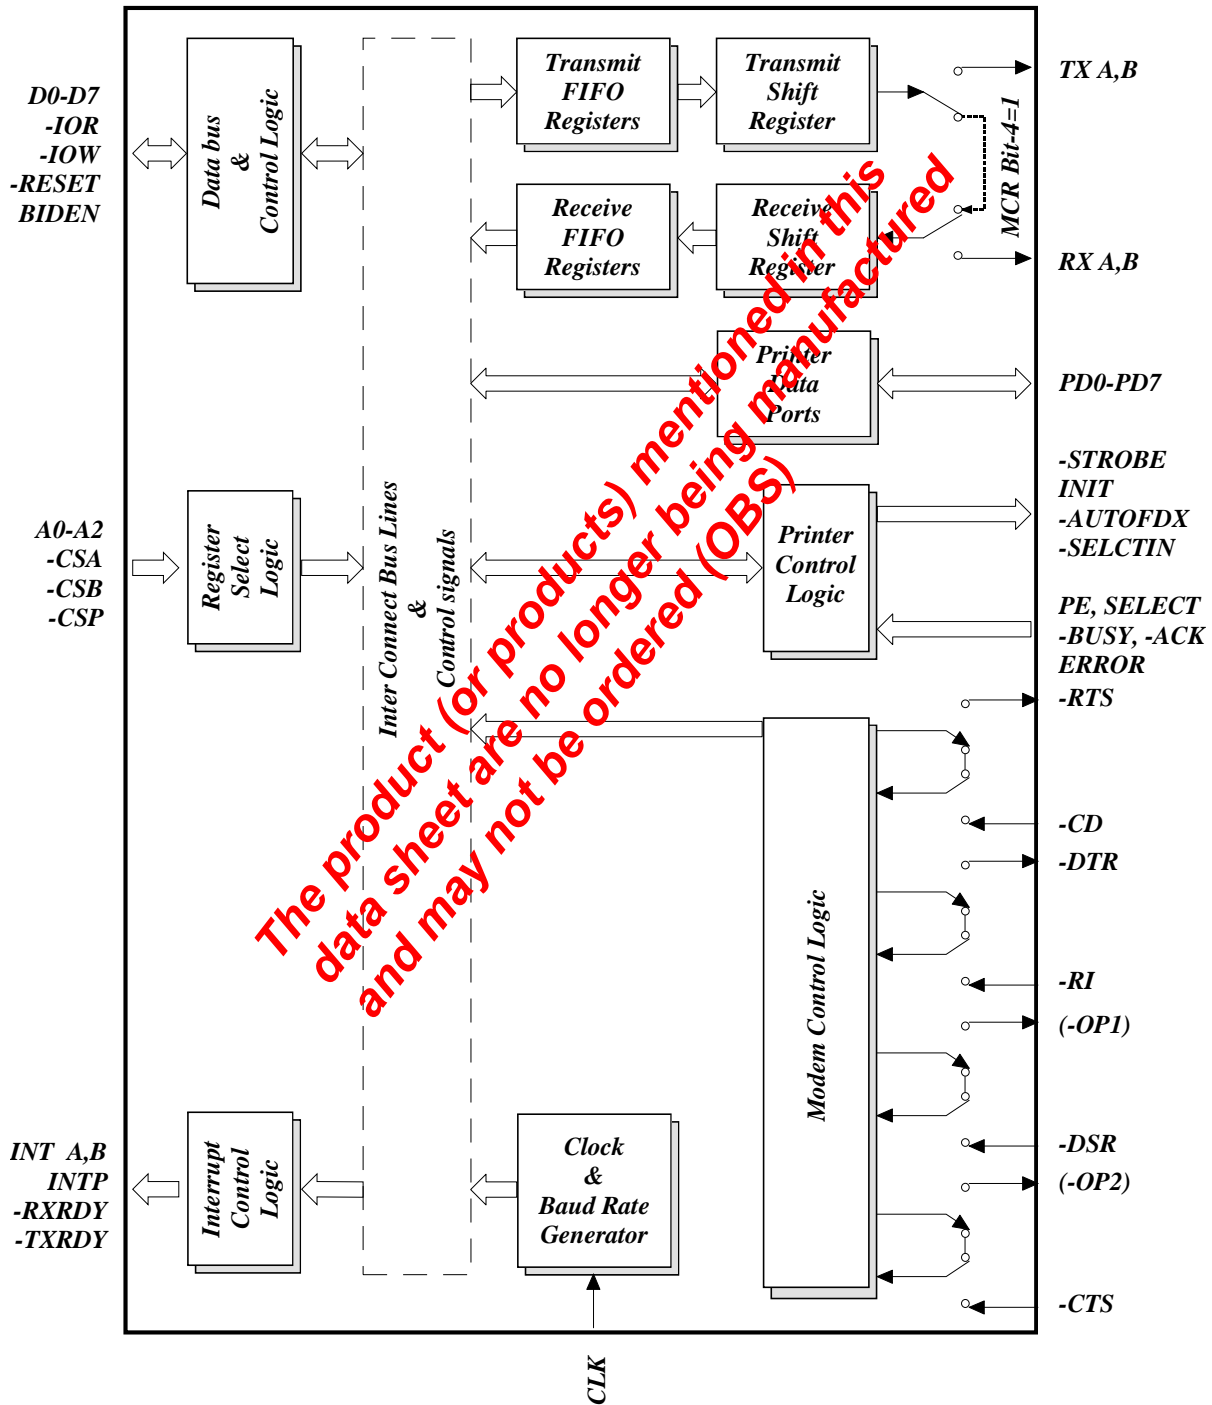 D0-D7
-IOR
-IOW
-RESET
BIDEN
Data bus
&
Control Logic
Transmit
FIFO
Registers
Transmit
Shift
Register
TX A,B
MCR Bit-4=1
Receive
FIFO
Registers
Receive
Shift
Register
RX A,B
Printer
Data
Ports
PD0-PD7
A0-A2
-CSA
-CSB
-CSP
Register
Select
Logic
Inter Connect Bus Lines
&
Control signals
Printer
Control
Logic
-STROBE
INIT
-AUTOFDX
-SELCTIN
PE, SELECT
-BUSY, -ACK
ERROR
-RTS
-CD
-DTR
-RI
(-OP1)
-DSR
(-OP2)
-CTS
Modem Control Logic
INT A,B
INTP
-RXRDY
-TXRDY
Interrupt
Control
Logic
Clock
&
Baud Rate
Generator
CLK
The product (or products) mentioned in this
data sheet are no longer being manufactured
and may not be ordered (OBS)